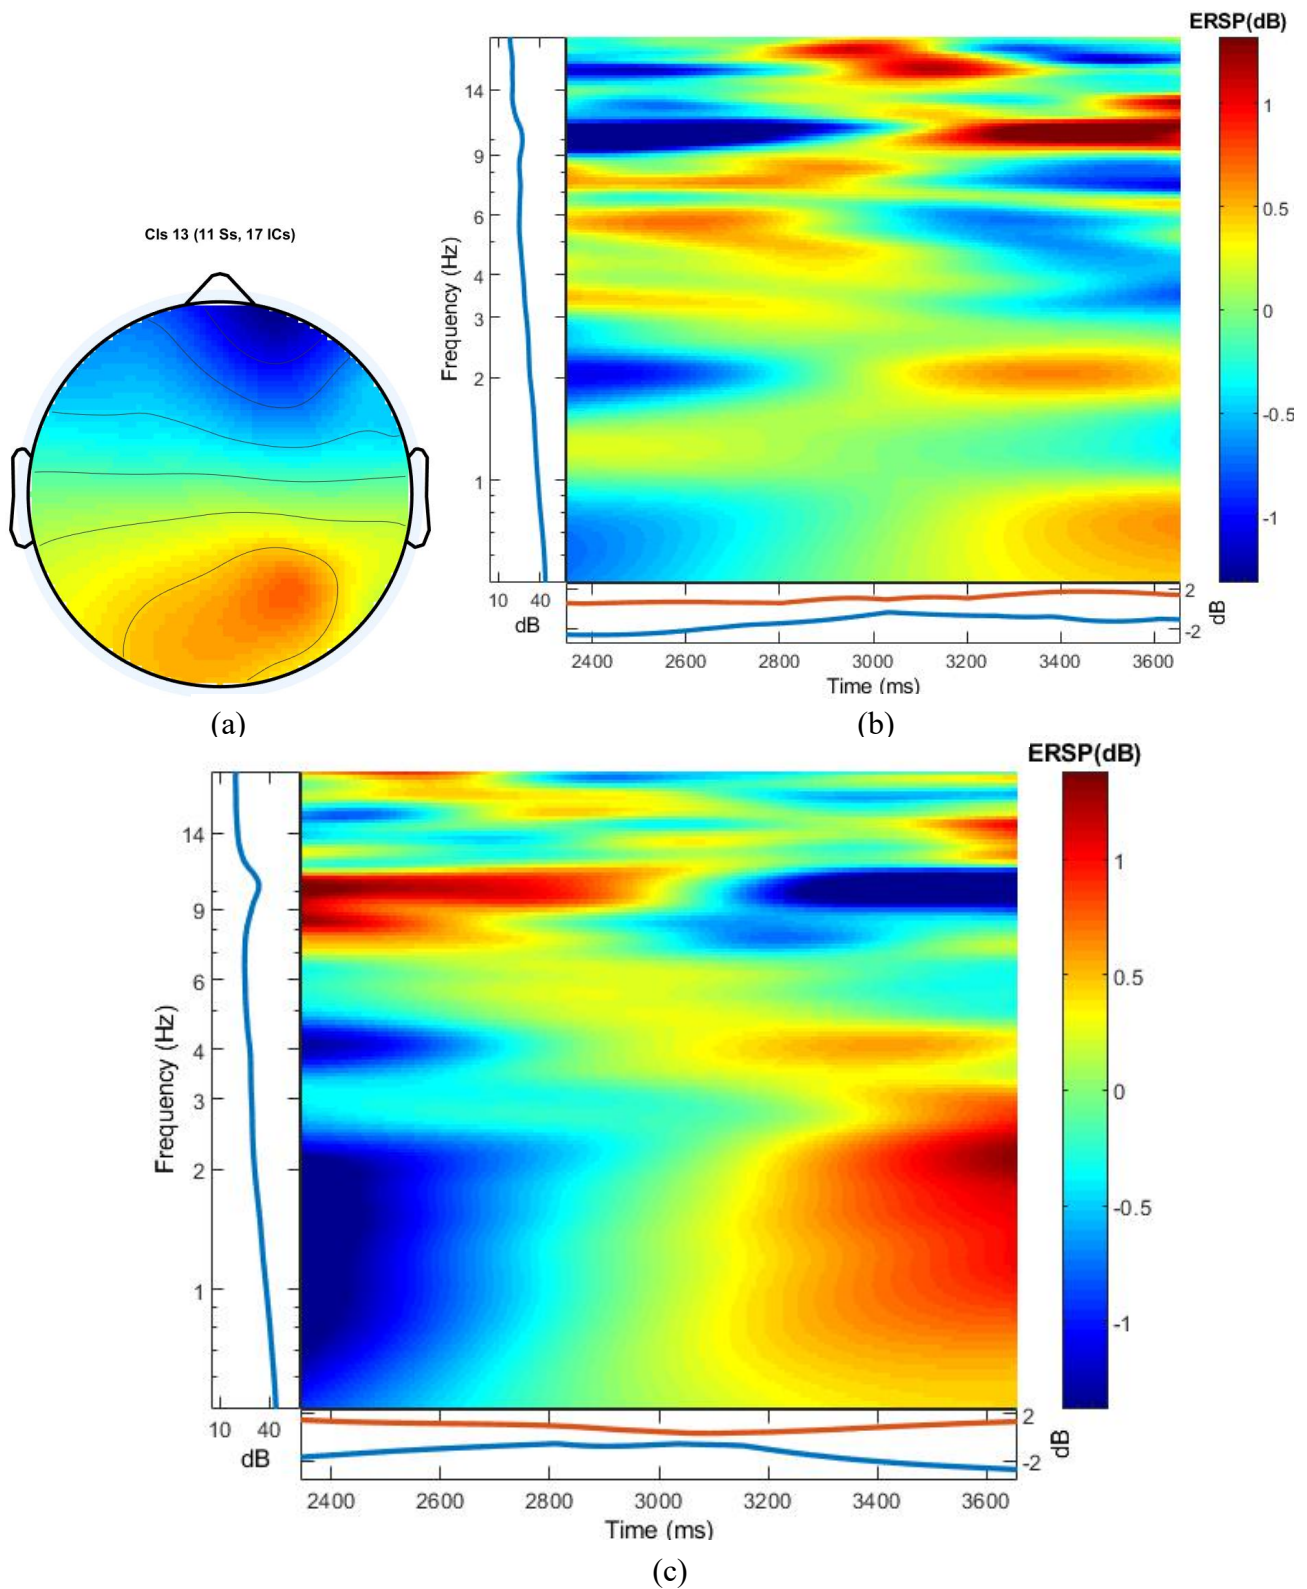 Cls 13 (11 Ss, 17 ICs)
(a)
ERSP(dB)
14
9
6
4
3
2
1
Frequency (Hz)
10 40
dB
1
0.5
0
-0.5
-1
2
-2
dB
2400 2600 2800 3000 3200 3400 3600
Time (ms)
(b)
ERSP(dB)
14
9
6
4
3
2
1
Frequency (Hz)
10 40
dB
1
0.5
0
-0.5
-1
2
-2
dB
2400 2600 2800 3000 3200 3400 3600
Time (ms)
(c)